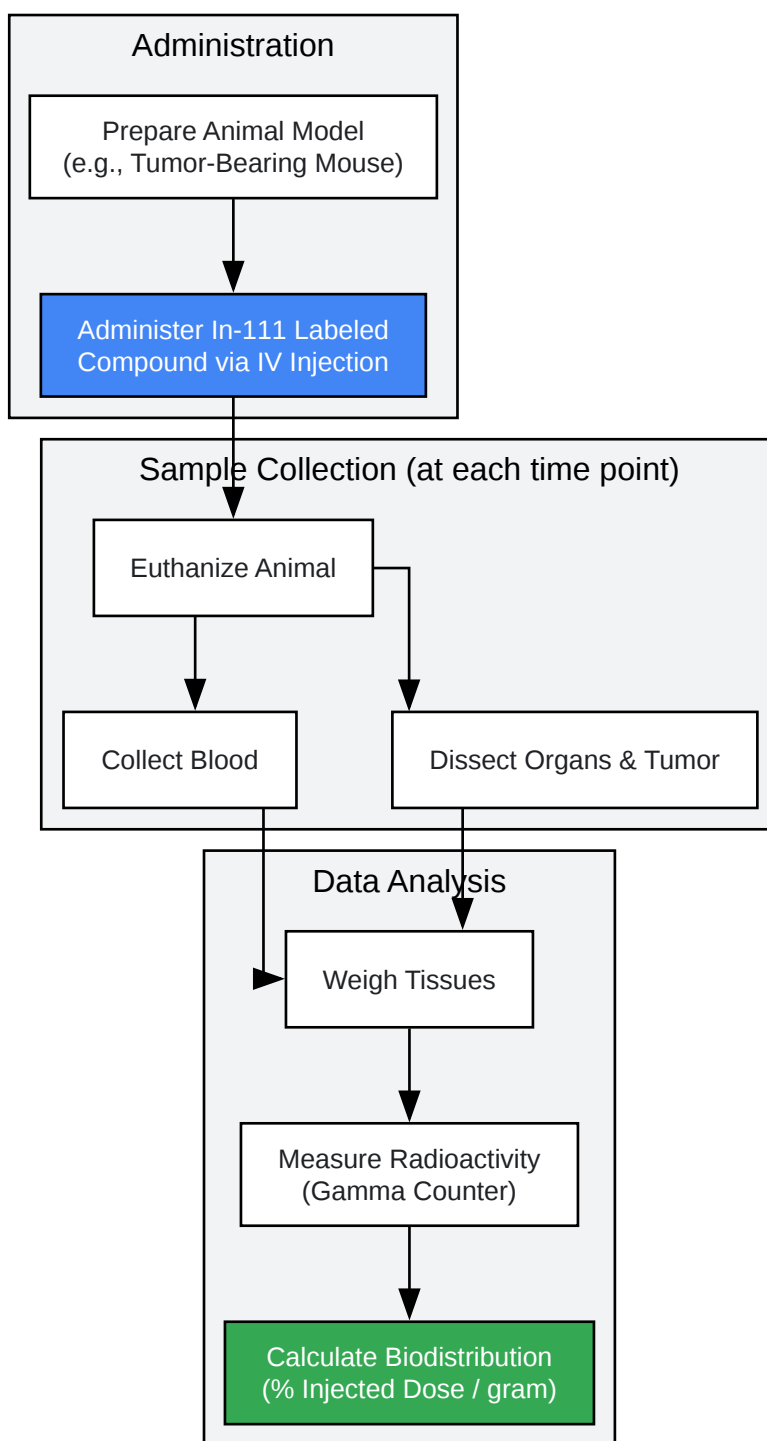 Administration
Prepare Animal Model
(e.g., Tumor-Bearing Mouse)
Administer In-111 Labeled
Compound via IV Injection
Sample Collection (at each time point)
Euthanize Animal
Collect Blood
Dissect Organs & Tumor
Data Analysis
Weigh Tissues
Measure Radioactivity
(Gamma Counter)
Calculate Biodistribution
(% Injected Dose / gram)